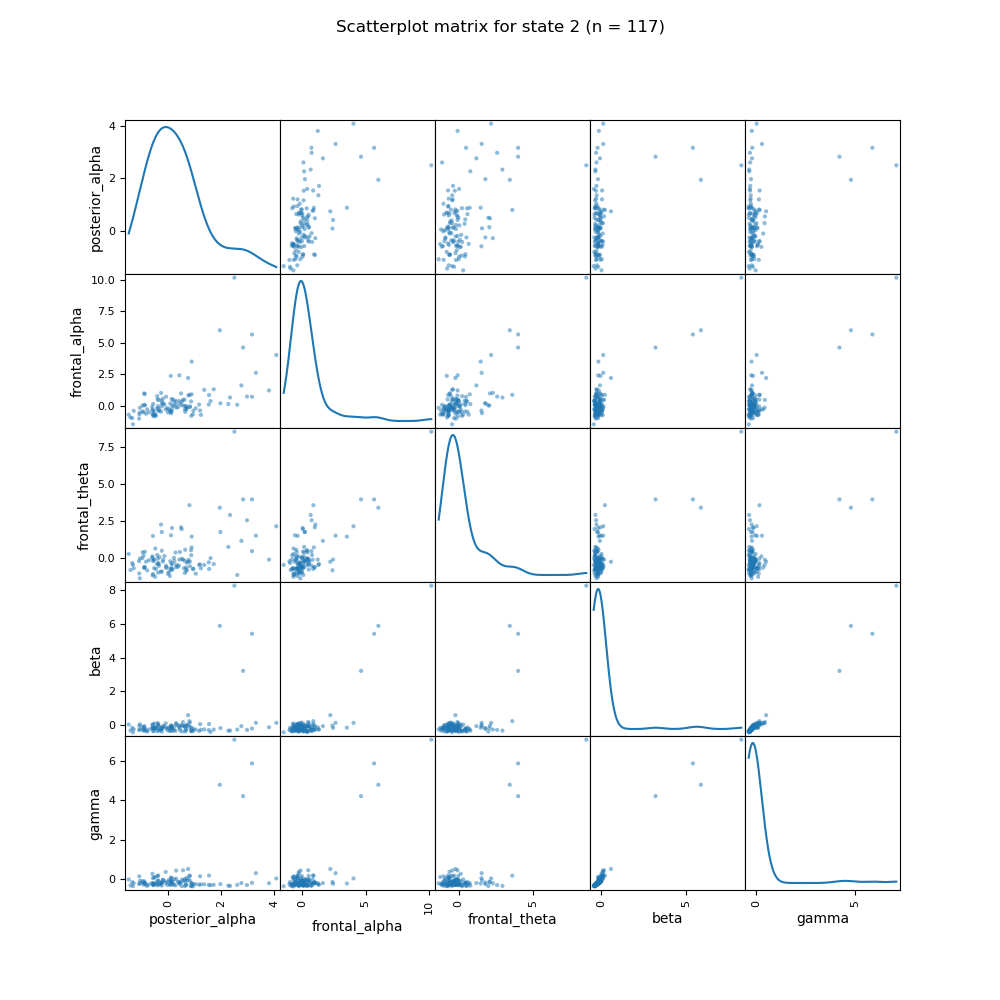 Scatterplot matrix for state 2 (n = 117)
posterior_alpha
4
2
0
frontal_alpha
10.0
7.5
5.0
2.5
0.0
frontal_theta
7.5
5.0
2.5
0.0
beta
8
6
4
2
0
gamma
6
4
2
0
0 2 4
0 5 10
0 5
0 5
0 5
posterior_alpha frontal_alpha frontal_theta beta gamma